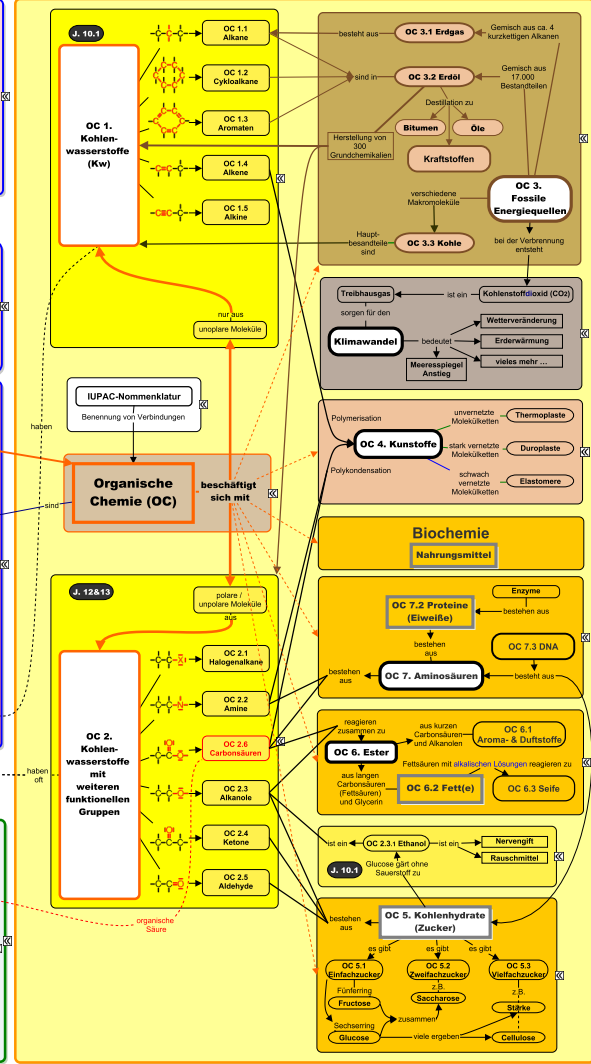 J. 10.1
OC 1.
Kohlen-
wasserstoffe
(Kw)
-C-C-C-
OC 1.1
Alkane
OC 1.2
Cykloalkane
OC 1.3
Aromaten
-C=C-C-
OC 1.4
Alkene
-C≡C-C-
OC 1.5
Alkine
nur aus
unoplare Moleküle
besteht aus
OC 3.1 Erdgas
Gemisch aus ca. 4
kurzkettigen Alkanen
sind in
OC 3.2 Erdöl
Gemisch aus
17.000
Bestandteilen
Destillation zu
Bitumen
Öle
Kraftstoffen
Herstellung von
300
Grundchemikalien
OC 3.
Fossile
Energiequellen
verschiedene
Makromoleküle
Haupt-
besandteile
sind
OC 3.3 Kohle
bei der Verbrennung
entsteht
Treibhausgas
ist ein
Kohlenstoffdioxid (CO2)
sorgen für den
Klimawandel
bedeutet
Wetterveränderung
Erderwärmung
vieles mehr ...
Meeresspiegel
Anstieg
IUPAC-Nommenklatur
Benennung von Verbindungen
haben
Organische
Chemie (OC)
beschäftigt
sich mit
sind
Polymerisation
OC 4. Kunstoffe
Polykondensation
unvernetzte
Molekülketten
Thermoplaste
stark vernetzte
Molekülketten
Duroplaste
schwach
vernetzte
Molekülketten
Elastomere
Biochemie
Nahrungsmittel
J. 12&13
polare /
unpolare Moleküle
aus
OC 2.
Kohlen-
wasserstoffe
mit
weiteren
funktionellen
Gruppen
haben
oft
OC 2.1
Halogenalkane
OC 2.2
Amine
OC 2.6
Carbonsäuren
OC 2.3
Alkanole
OC 2.4
Ketone
OC 2.5
Aldehyde
organische
Säure
OC 7.2 Proteine
(Eiweiße)
Enzyme
bestehen aus
bestehen
aus
OC 7.3 DNA
bestehen
aus
OC 7. Aminosäuren
besteht aus
reagieren
zusammen zu
OC 6. Ester
aus kurzen
Carbonsäuren
und Alkanolen
OC 6.1
Aroma- & Duftstoffe
aus langen
Carbonsäuren
(Fettsäuren)
und Glycerin
Fettsäuren mit alkalischen Lösungen reagieren zu
OC 6.2 Fett(e)
OC 6.3 Seife
ist ein
OC 2.3.1 Ethanol
ist ein
Nervengift
Rauschmittel
J. 10.1
Glucose gärt ohne
Sauerstoff zu
bestehen
aus
OC 5. Kohlenhydrate
(Zucker)
es gibt
es gibt
es gibt
OC 5.1
Einfachzucker
OC 5.2
Zweifachzucker
OC 5.3
Vielfachzucker
Fünferring
Fructose
z.B.
Saccharose
z.B.
Stärke
zusammen
Sechserring
Glucose
viele ergeben
Cellulose